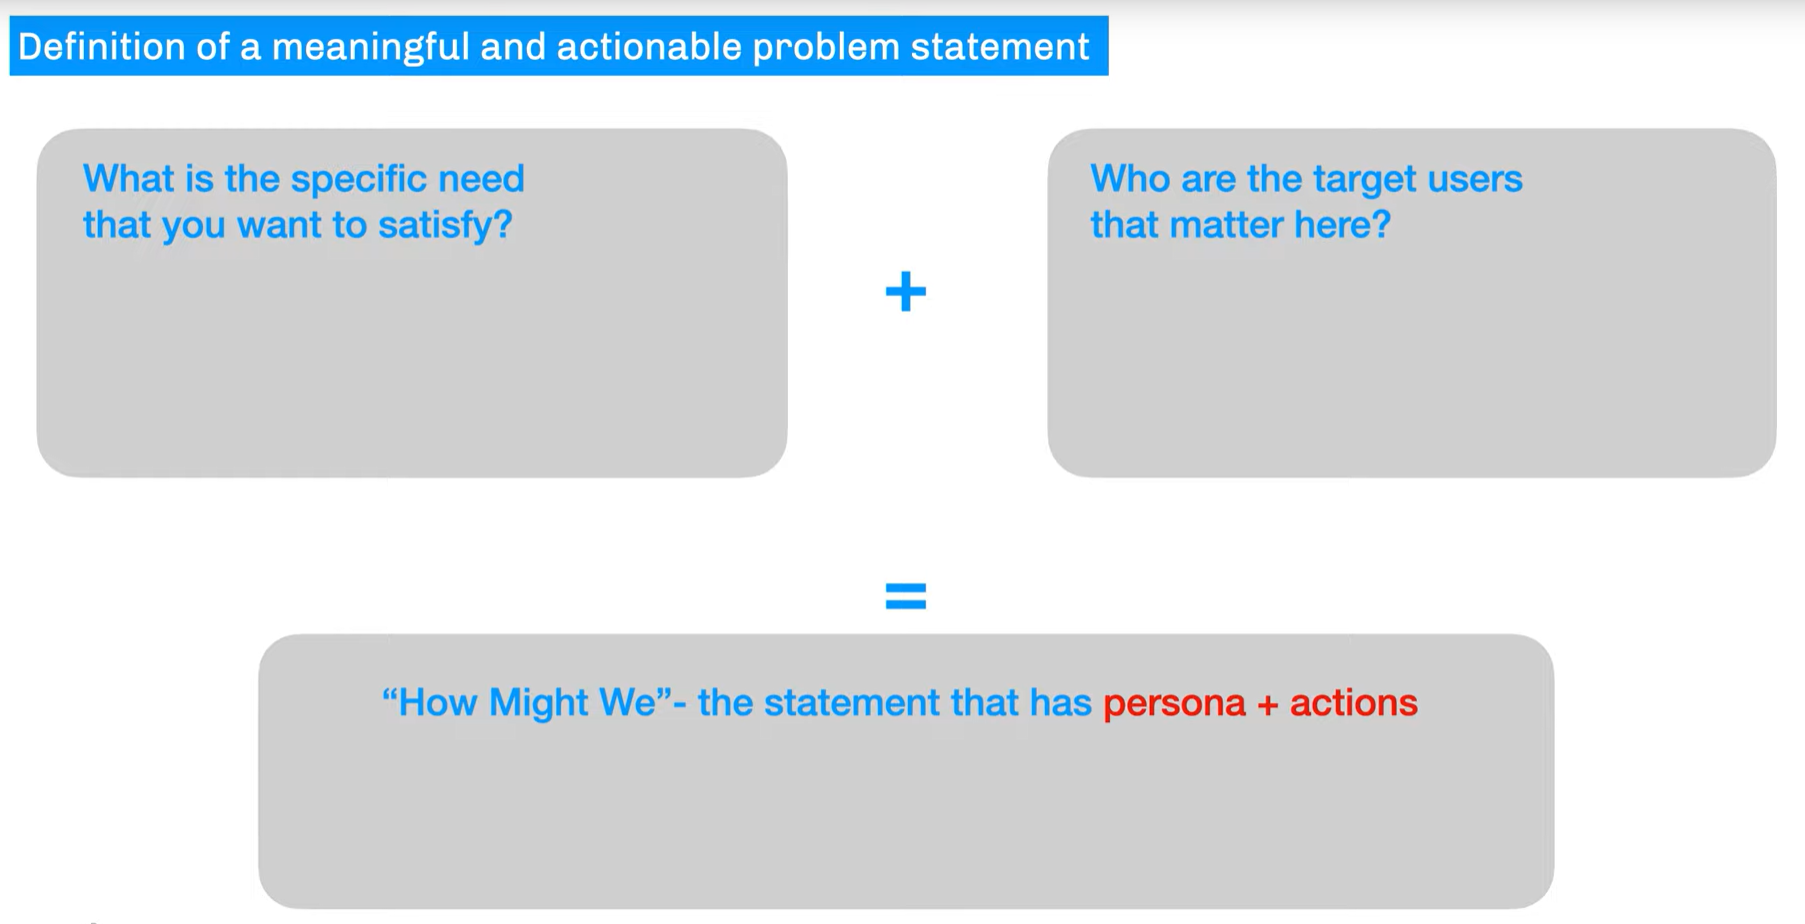 Definition of a meaningful and actionable problem statement
What is the specific need
that you want to satisfy?
+
Who are the target users
that matter here?
=
“How Might We”- the statement that has persona + actions